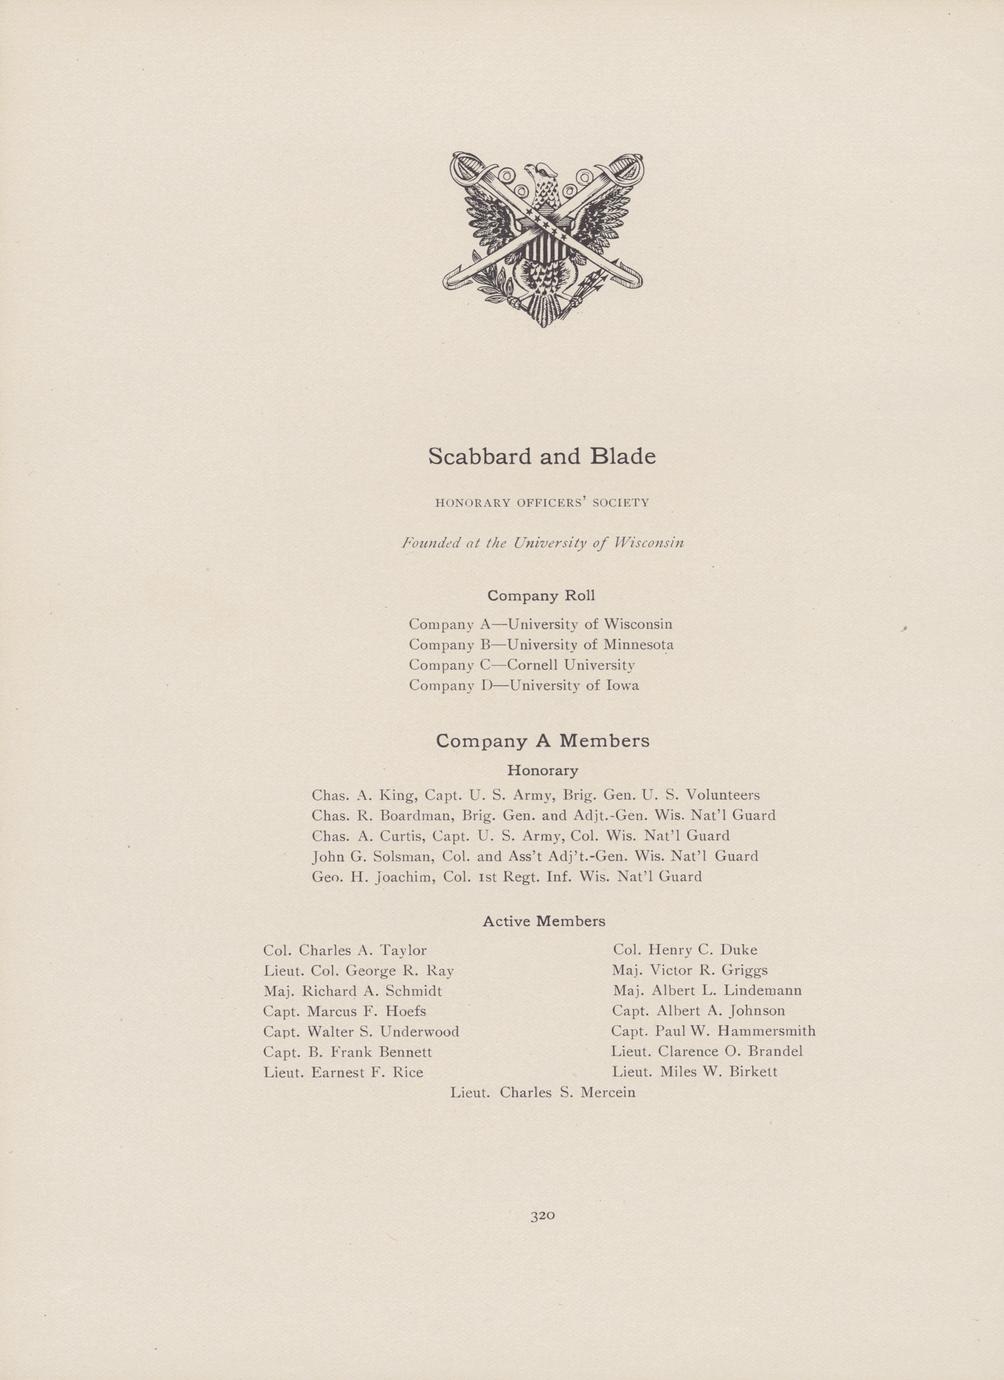 Scabbard and Blade
HONORARY OFFICERS' SOCIETY
Founded at the University of Wisconsin
Company Roll
Company A—University of Wisconsin
Company B—University of Minnesota
Company C—Cornell University
Company D—University of Iowa
Company A Members
Honorary
Chas. A. King, Capt. U. S. Army, Brig. Gen. U. S. Volunteers
Chas. R. Boardman, Brig. Gen. and Adjt.-Gen. Wis. Nat'l Guard
Chas. A. Curtis, Capt. U. S. Army, Col. Wis. Nat'l Guard
John G. Solsman, Col. and Ass't Adj't.-Gen. Wis. Nat'l Guard
Geo. H. Joachim, Col. 1st Regt. Inf. Wis. Nat'l Guard
Active Members
Col. Charles A. Taylor
Lieut. Col. George R. Ray
Maj. Richard A. Schmidt
Capt. Marcus F. Hoefs
Capt. Walter S. Underwood
Capt. B. Frank Bennett
Lieut. Earnest F. Rice
Col. Henry C. Duke
Maj. Victor R. Griggs
Maj. Albert L. Lindemann
Capt. Albert A. Johnson
Capt. Paul W. Hammersmith
Lieut. Clarence O. Brandel
Lieut. Miles W. Birkett
Lieut. Charles S. Mercein
320